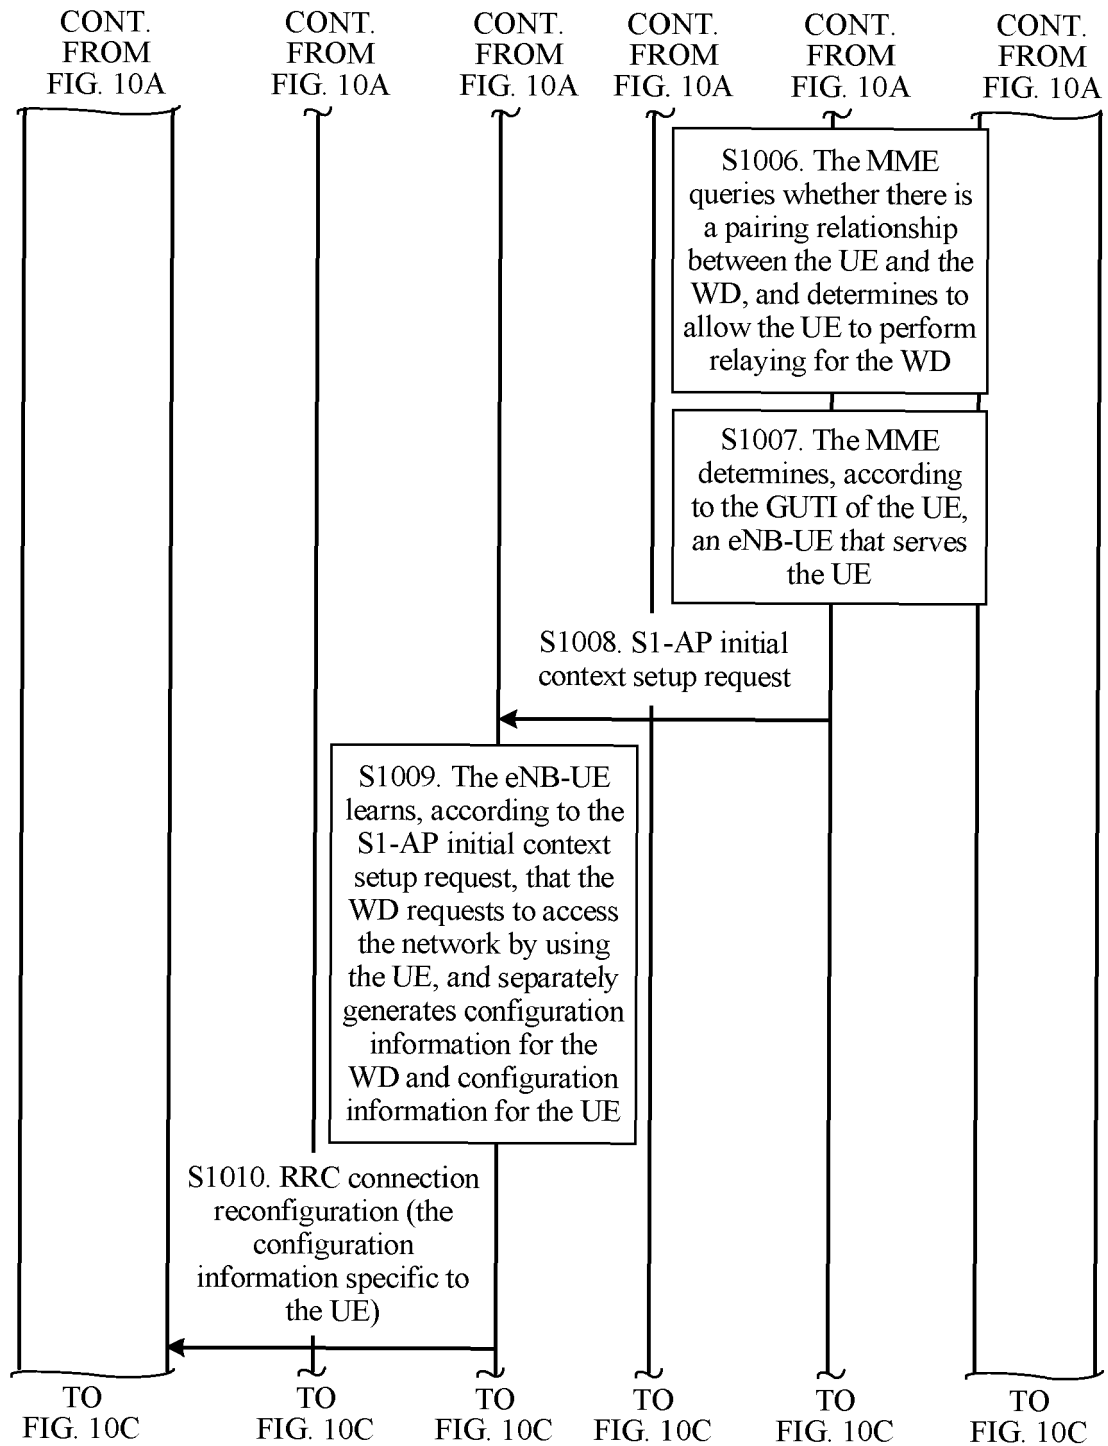 CONT.
FROM
FIG. 10A
CONT.
FROM
FIG. 10A
CONT.
FROM
FIG. 10A
CONT.
FROM
FIG. 10A
CONT.
FROM
FIG. 10A
CONT.
FROM
FIG. 10A
S1006. The MME
queries whether there is
a pairing relationship
between the UE and the
WD, and determines to
allow the UE to perform
relaying for the WD
S1007. The MME
determines, according
to the GUTI of the UE,
an eNB-UE that serves
the UE
S1008. S1-AP initial
context setup request
S1009. The eNB-UE
learns, according to the
S1-AP initial context
setup request, that the
WD requests to access
the network by using
the UE, and separately
generates configuration
information for the
WD and configuration
information for the UE
S1010. RRC connection
reconfiguration (the
configuration
information specific to
the UE)
TO
FIG. 10C
TO
FIG. 10C
TO
FIG. 10C
TO
FIG. 10C
TO
FIG. 10C
TO
FIG. 10C